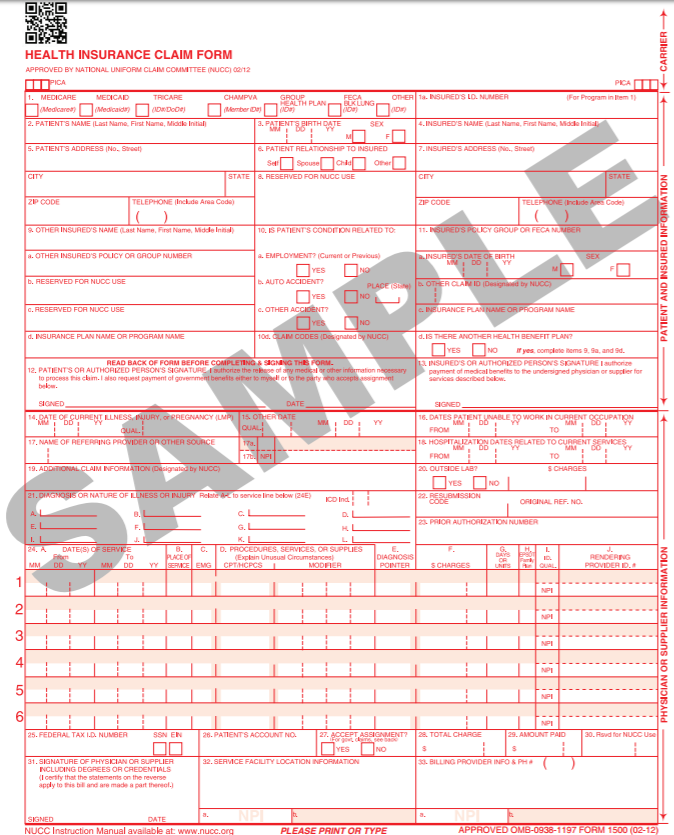 HEALTH INSURANCE CLAIM FORM
APPROVED BY NATIONAL UNIFORM CLAIM COMMITTEE (NUCC) 02/12
PICA PICA
CARRIER
1. MEDICARE MEDICAID TRICARE CHAMPVA GROUP HEALTH PLAN FECA BLK LUNG OTHER 1a. INSURED'S I.D. NUMBER (For Program in Item 1)
(Medicare#) (Medicaid#) (ID#/DoD#) (Member ID#) (ID#) (ID#) (ID#)
2. PATIENT'S NAME (Last Name, First Name, Middle Initial) 3. PATIENT'S BIRTH DATE SEX 4. INSURED'S NAME (Last Name, First Name, Middle Initial)
MM DD YY M F
5. PATIENT'S ADDRESS (No., Street) 6. PATIENT RELATIONSHIP TO INSURED 7. INSURED'S ADDRESS (No., Street)
Self Spouse Child Other
CITY STATE 8. RESERVED FOR NUCC USE CITY STATE
ZIP CODE TELEPHONE (Include Area Code) ZIP CODE TELEPHONE (Include Area Code)
( ) ( )
9. OTHER INSURED'S NAME (Last Name, First Name, Middle Initial) 10. IS PATIENT'S CONDITION RELATED TO: 11. INSURED'S POLICY GROUP OR FECA NUMBER
a. OTHER INSURED'S POLICY OR GROUP NUMBER a. EMPLOYMENT? (Current or Previous) a. INSURED'S DATE OF BIRTH SEX
YES NO MM DD YY M F
b. RESERVED FOR NUCC USE b. AUTO ACCIDENT? PLACE (State) b. OTHER CLAIM ID (Designated by NUCC)
YES NO
c. RESERVED FOR NUCC USE c. OTHER ACCIDENT? c. INSURANCE PLAN NAME OR PROGRAM NAME
YES NO
d. INSURANCE PLAN NAME OR PROGRAM NAME 10d. CLAIM CODES (Designated by NUCC) d. IS THERE ANOTHER HEALTH BENEFIT PLAN?
YES NO If yes, complete items 9, 9a, and 9d.
PATIENT AND INSURED INFORMATION
READ BACK OF FORM BEFORE COMPLETING & SIGNING THIS FORM.
12. PATIENT'S OR AUTHORIZED PERSON'S SIGNATURE I authorize the release of any medical or other information necessary
to process this claim. I also request payment of government benefits either to myself or to the party who accepts assignment
below.
SIGNED DATE
13. INSURED'S OR AUTHORIZED PERSON'S SIGNATURE I authorize
payment of medical benefits to the undersigned physician or supplier for
services described below.
SIGNED
14. DATE OF CURRENT ILLNESS, INJURY, or PREGNANCY (LMP) 15. OTHER DATE 16. DATES PATIENT UNABLE TO WORK IN CURRENT OCCUPATION
MM DD YY QUAL. QUAL. MM DD YY MM DD YY MM DD YY
FROM TO
17. NAME OF REFERRING PROVIDER OR OTHER SOURCE 17a. 18. HOSPITALIZATION DATES RELATED TO CURRENT SERVICES
17b. NPI MM DD YY MM DD YY
FROM TO
19. ADDITIONAL CLAIM INFORMATION (Designated by NUCC) 20. OUTSIDE LAB? $ CHARGES
YES NO
21. DIAGNOSIS OR NATURE OF ILLNESS OR INJURY Relate A-L to service line below (24E) ICD Ind. 22. RESUBMISSION
CODE ORIGINAL REF. NO.
A. B. C. D.
23. PRIOR AUTHORIZATION NUMBER
E. F. G. H.
I. J. K. L.
24. A. DATE(S) OF SERVICE B. C. D. PROCEDURES, SERVICES, OR SUPPLIES E. F. G. H. I. J.
From To PLACE OF (Explain Unusual Circumstances) DIAGNOSIS DAYS OR UNITS EPSDT Family Plan ID. RENDERING
MM DD YY MM DD YY SERVICE EMG CPT/HCPCS MODIFIER POINTER $ CHARGES QUAL. PROVIDER ID. #
1 NPI
2 NPI
3 NPI
4 NPI
5 NPI
6 NPI
25. FEDERAL TAX I.D. NUMBER SSN EIN 26. PATIENT'S ACCOUNT NO. 27. ACCEPT ASSIGNMENT? 28. TOTAL CHARGE 29. AMOUNT PAID 30. Rsvd for NUCC Use
(For govt. claims, see back)
YES NO $ $
31. SIGNATURE OF PHYSICIAN OR SUPPLIER
INCLUDING DEGREES OR CREDENTIALS
(I certify that the statements on the reverse
apply to this bill and are made a part thereof.)
SIGNED DATE
32. SERVICE FACILITY LOCATION INFORMATION
a. NPI b.
33. BILLING PROVIDER INFO & PH # ( )
a. NPI b.
PHYSICIAN OR SUPPLIER INFORMATION
NUCC Instruction Manual available at: www.nucc.org PLEASE PRINT OR TYPE APPROVED OMB-0938-1197 FORM 1500 (02-12)
SAMPLE